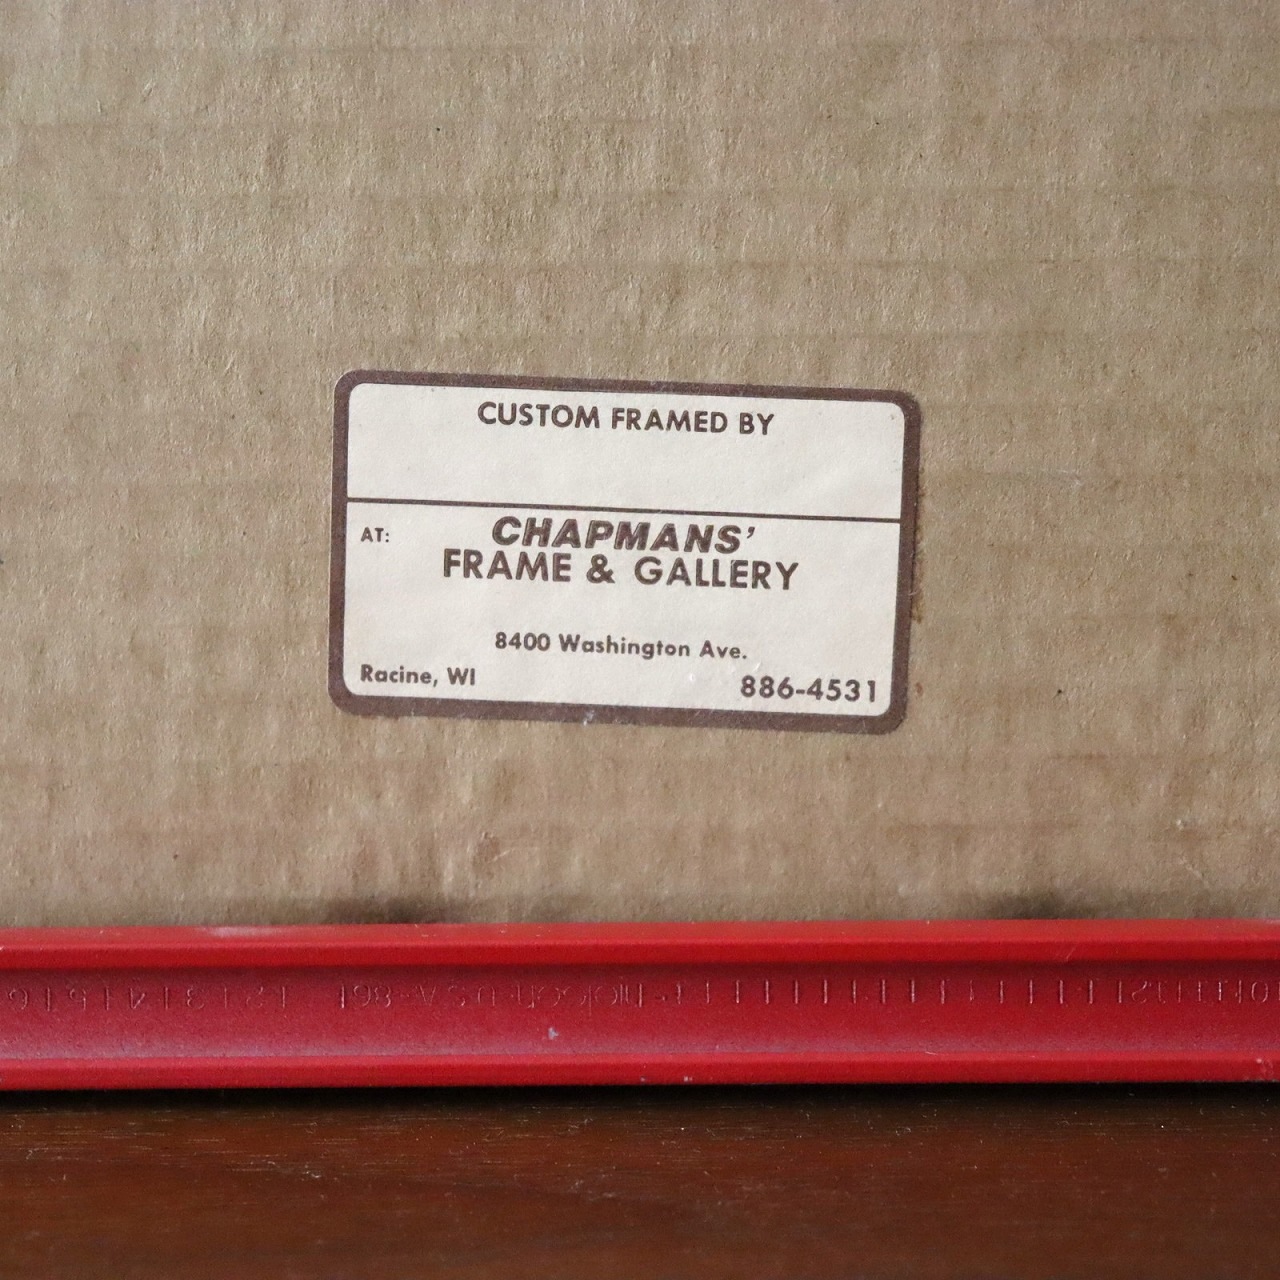 CUSTOM FRAMED BY
AT:
CHAPMANS'
FRAME & GALLERY
8400 Washington Ave.
Racine, WI
886-4531